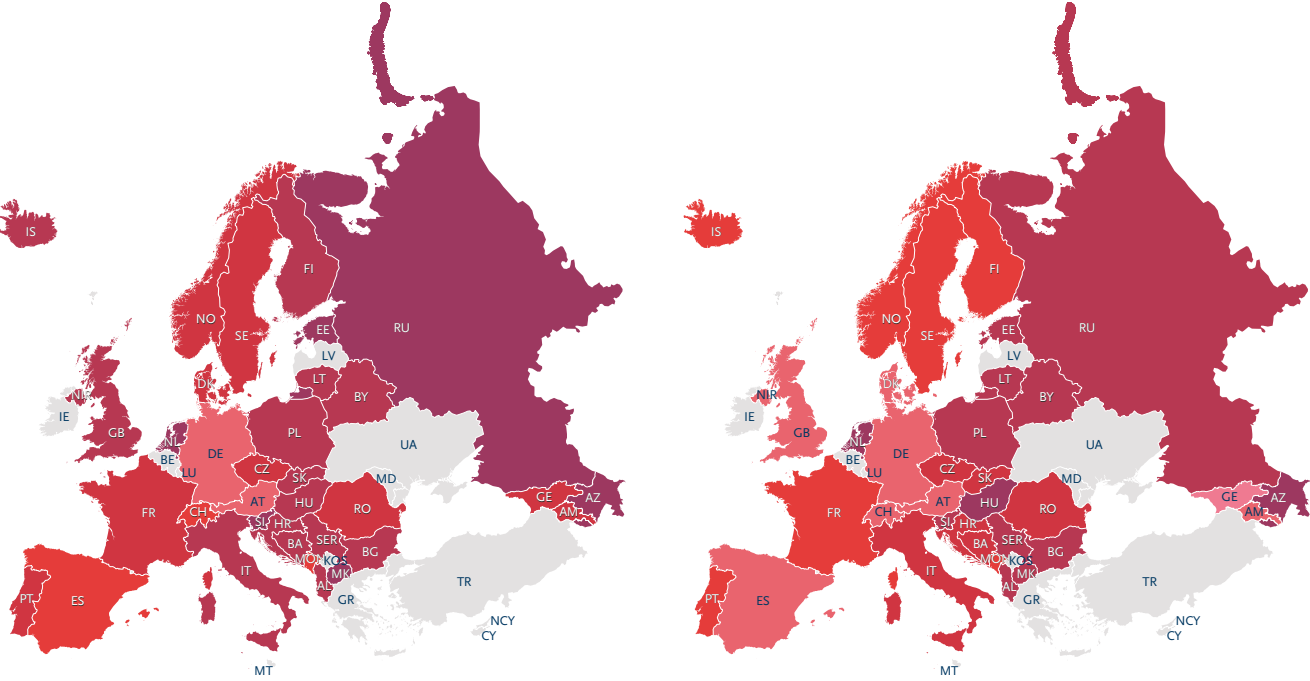 IS
FI
NO
SE
RU
EE
LV
DK
LT
BY
NIR
IE
GB
NL
PL
BE
DE
LU
UA
CZ
SK
MD
AT
HU
CH
FR
RO
GE
AZ
AM
SI
HR
BA
SER
BG
MON
KOS
IT
MK
AL
PT
ES
TR
GR
NCY
CY
MT
IS
FI
NO
SE
RU
EE
LV
DK
LT
BY
NIR
IE
GB
NL
PL
BE
DE
LU
UA
CZ
SK
MD
AT
HU
CH
FR
RO
GE
AZ
AM
SI
HR
BA
SER
BG
MON
KOS
IT
MK
AL
PT
ES
TR
GR
NCY
CY
MT